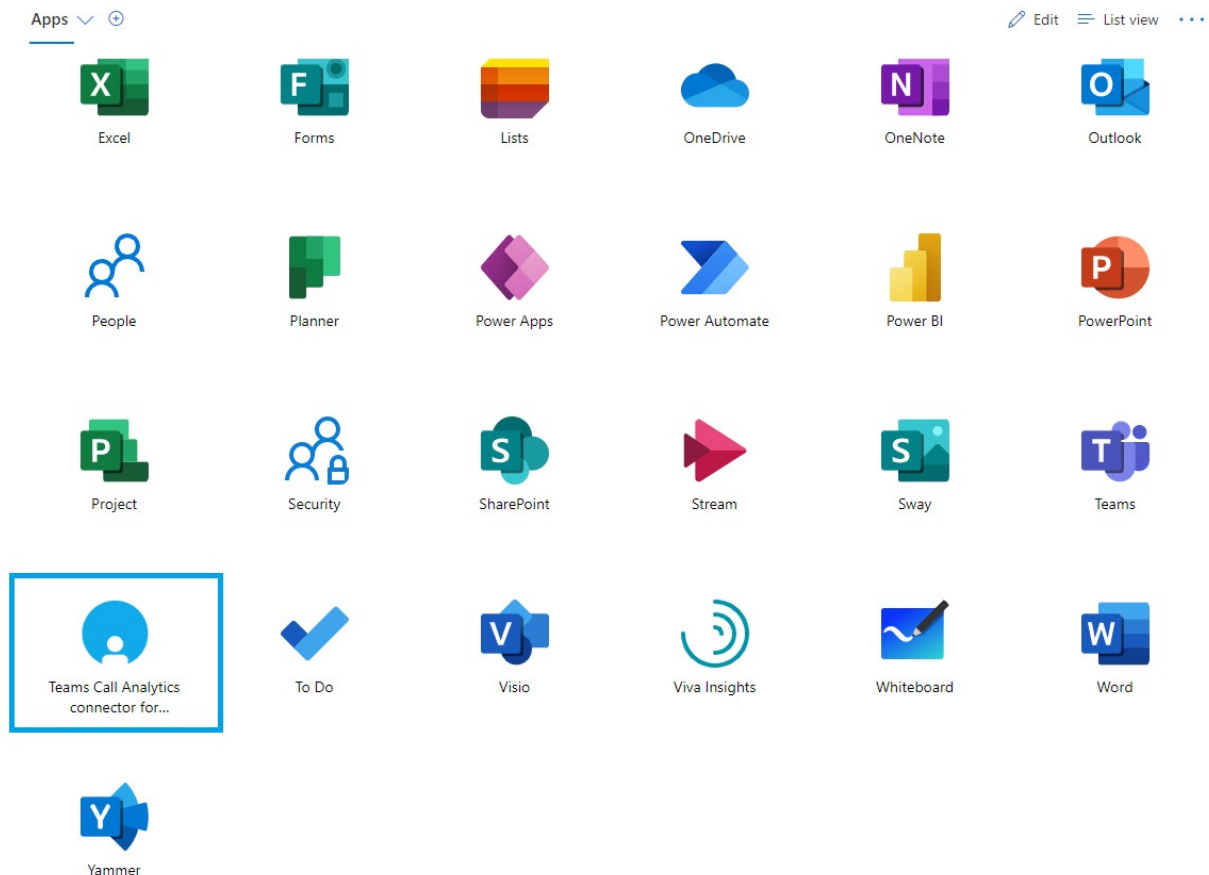 Apps
Edit
List view
X
F
N
O
Excel
Forms
Lists
OneDrive
OneNote
Outlook
P
People
Planner
Power Apps
Power Automate
Power BI
PowerPoint
P
S
S
T
Project
Security
SharePoint
Stream
Sway
Teams
V
W
Teams Call Analytics
connector for...
To Do
Visio
Viva Insights
Whiteboard
Word
Y
Yammer